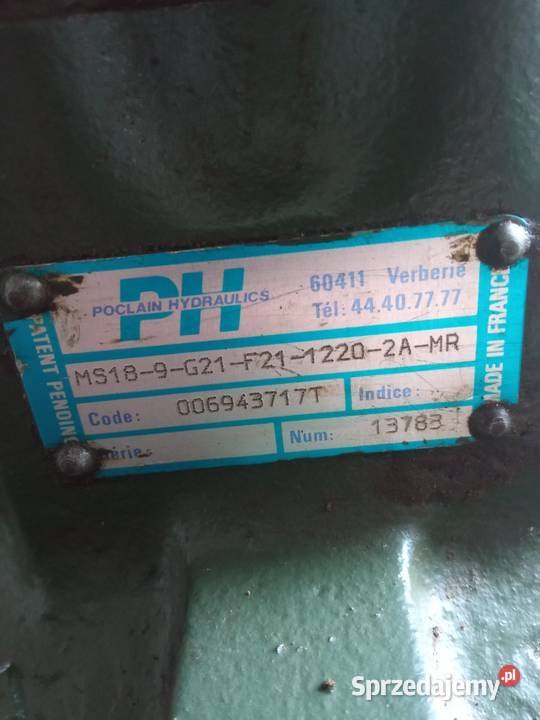 PH
POCLAIN HYDRAULICS
60411 Verberie
Tél: 44.40.77.77
MS18-9-G21-F21-1220-2A-MR
Code: 006943717T
Indice:
Série:
Num: 13783
PATENT PENDING
MADE IN FRANCE
Sprzedajemy.pl